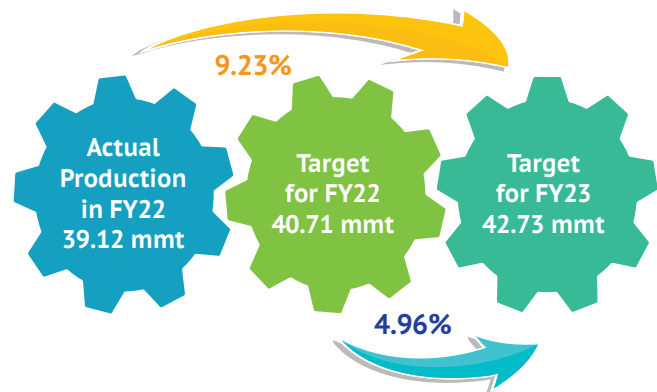 9.23%
Actual
Production
in FY22
39.12 mmt
Target
for FY22
40.71 mmt
Target
for FY23
42.73 mmt
4.96%